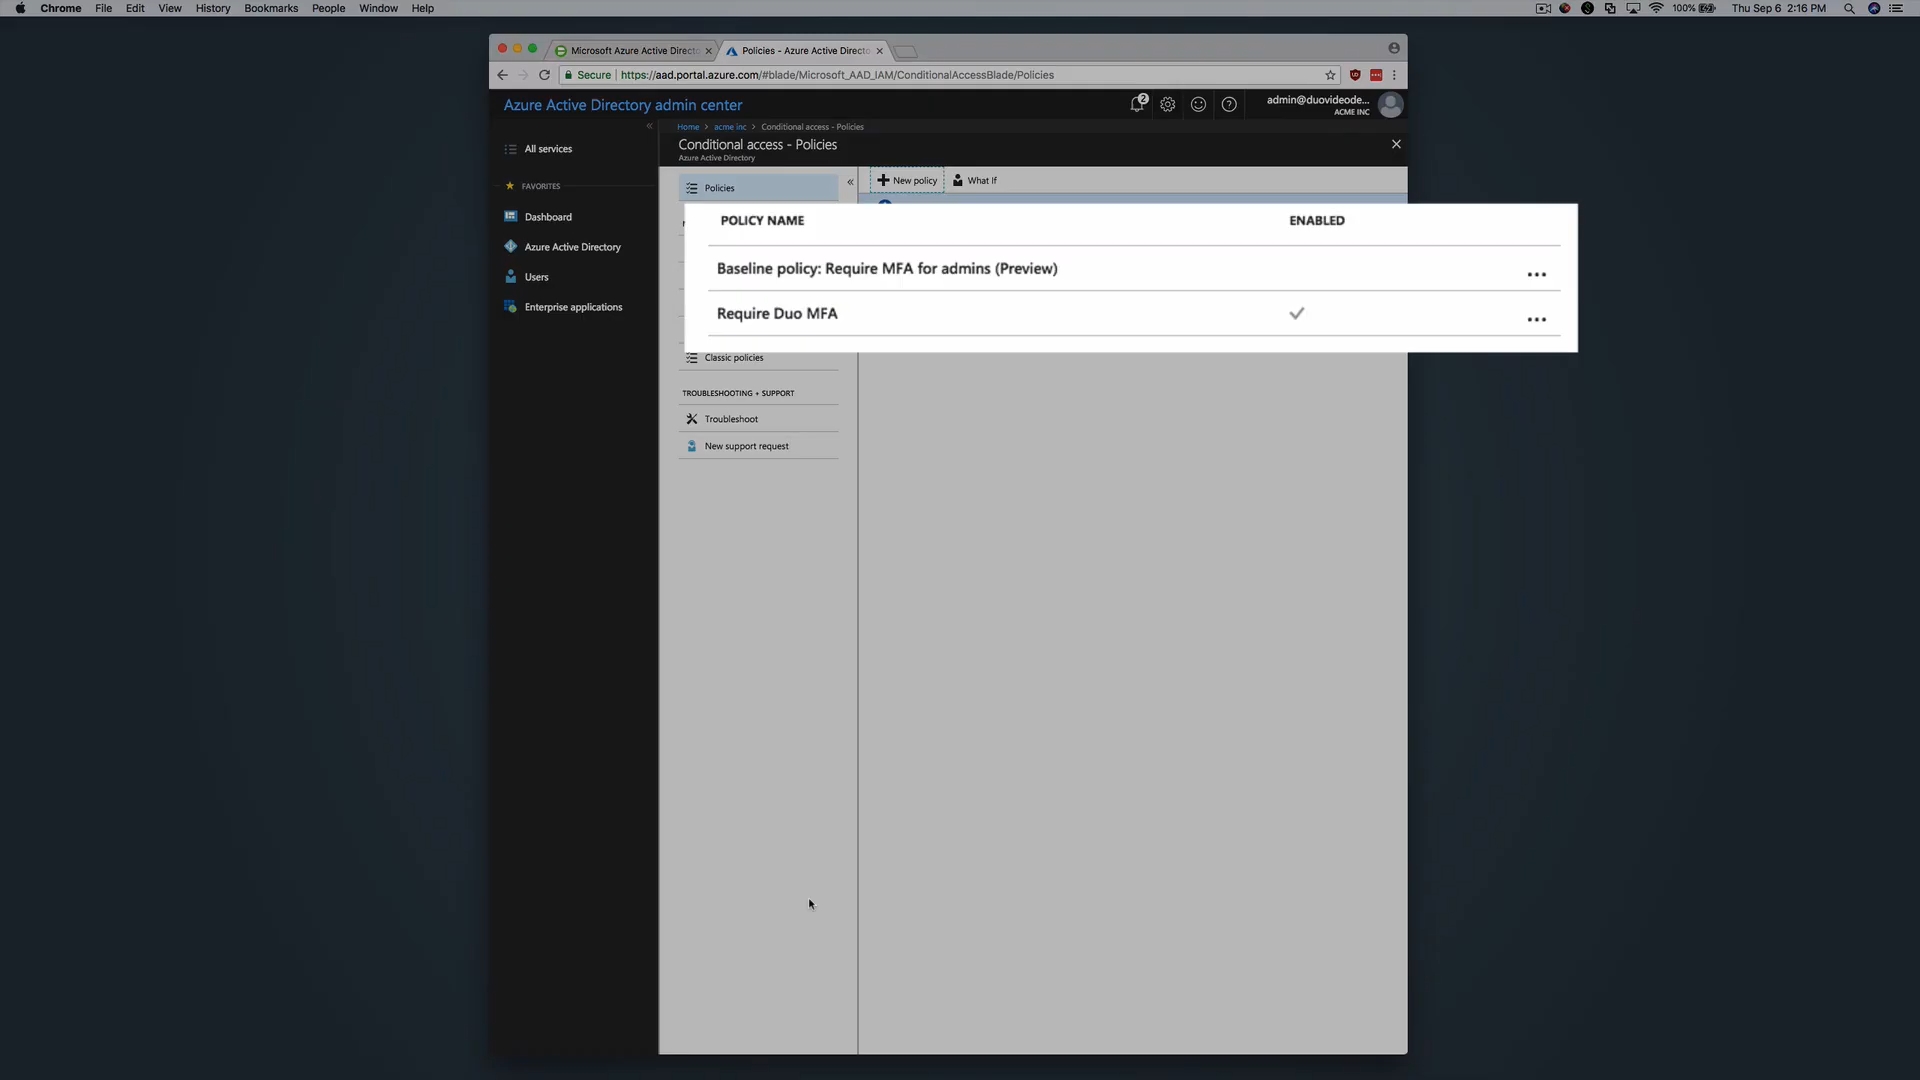 Chrome File Edit View History Bookmarks People Window Help 100% Thu Sep 6 2:16 PM
Microsoft Azure Active Directo Policies - Azure Active Directo
Secure https://aad.portal.azure.com/#blade/Microsoft_AAD_IAM/ConditionalAccessBlade/Policies
Azure Active Directory admin center 2 admin@duovideode...
ACME INC
Home > acme inc > Conditional access - Policies
Conditional access - Policies
Azure Active Directory
All services
FAVORITES
Dashboard
Azure Active Directory
Users
Enterprise applications
Policies
New policy What If
POLICY NAME ENABLED
Baseline policy: Require MFA for admins (Preview) ...
Require Duo MFA ...
Classic policies
TROUBLESHOOTING + SUPPORT
Troubleshoot
New support request